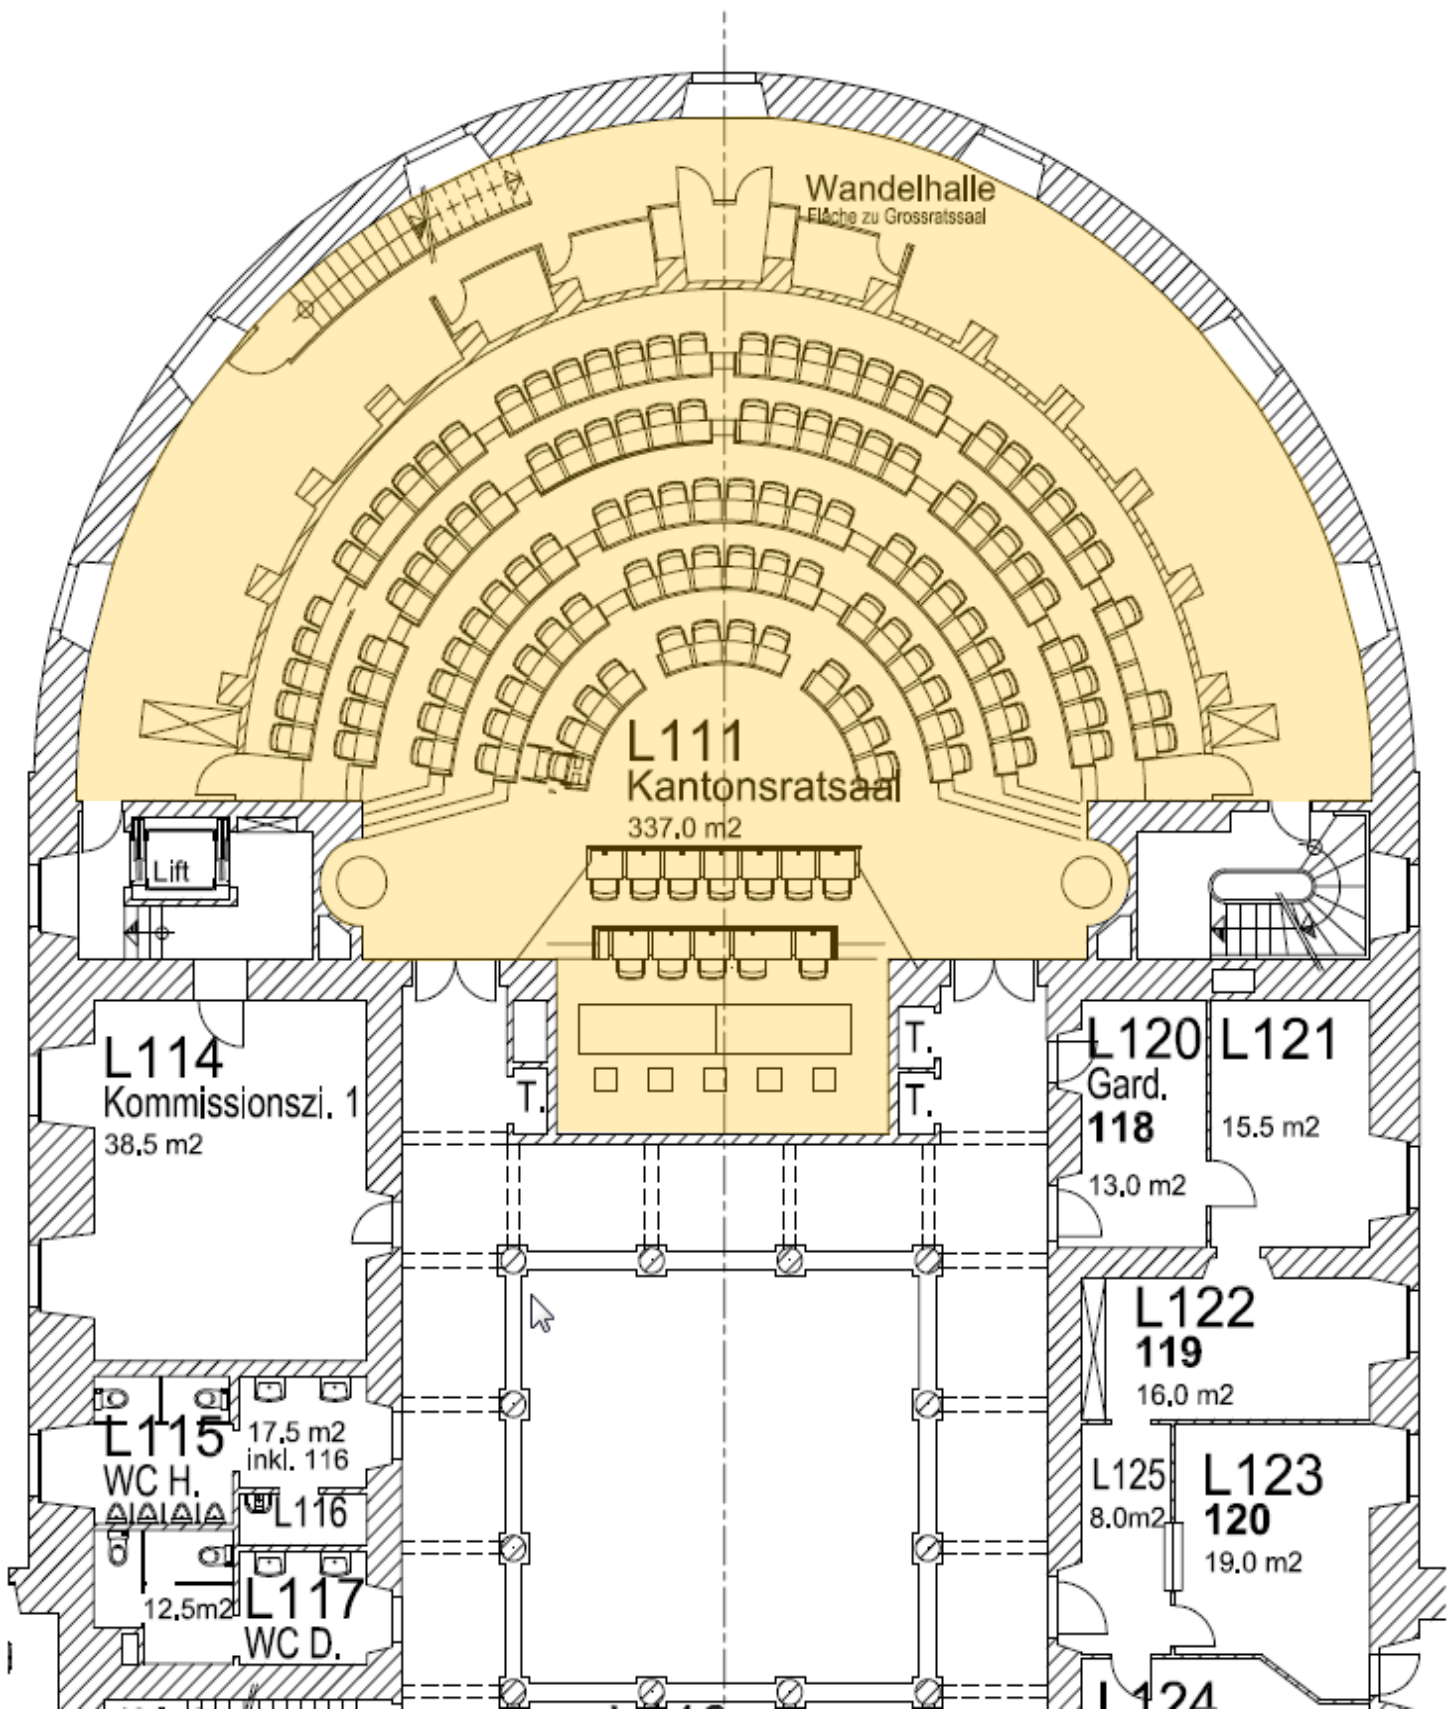 Wandelhalle
Fläche zu Grossratssaal
L111
Kantonsratsaal
337.0 m2
Lift
L114
Kommissionszi. 1
38.5 m2
T.
T.
T.
L120
Gard.
118
13.0 m2
L121
15.5 m2
L122
119
16.0 m2
L115
WC H.
17.5 m2
inkl. 116
L116
L125
8.0m2
L123
120
19.0 m2
12.5m2
L117
WC D.
L124